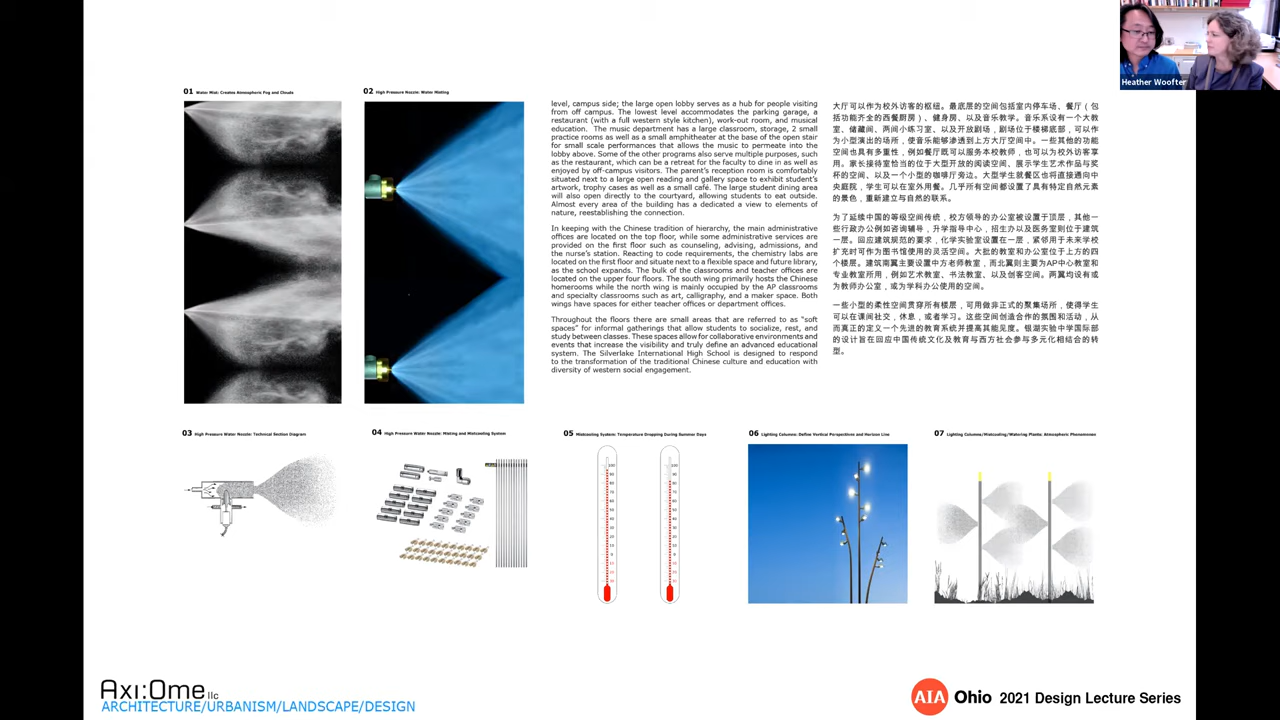 Heather Woofter
01 Water Mist: Creates Atmospheric Fog and Clouds
02 High Pressure Nozzle: Water Misting
level, campus side; the large open lobby serves as a hub for people visiting
from off campus. The lowest level accommodates the parking garage, a
restaurant (with a full western style kitchen), work-out room, and musical
education. The music department has a large classroom, storage, 2 small
practice rooms as well as a small amphitheater at the base of the open stair
for small scale performances that allows the music to permeate into the
lobby above. Some of the other programs also serve multiple purposes, such
as the restaurant, which can be a retreat for the faculty to dine in as well as
enjoyed by off-campus visitors. The parent's reception room is comfortably
situated next to a large open reading and gallery space to exhibit student's
artwork, trophy cases as well as a small café. The large student dining area
will also open directly to the courtyard, allowing students to eat outside.
Almost every area of the building has a dedicated a view to elements of
nature, reestablishing the connection.
In keeping with the Chinese tradition of hierarchy, the main administrative
offices are located on the top floor, while some administrative services are
provided on the first floor such as counseling, advising, admissions, and
the nurse's station. Reacting to code requirements, the chemistry labs are
located on the first floor and situate next to a flexible space and future library,
as the school expands. The bulk of the classrooms and teacher offices are
located on the upper four floors. The south wing primarily hosts the Chinese
homerooms while the north wing is mainly occupied by the AP classrooms
and specialty classrooms such as art, calligraphy, and a maker space. Both
wings have spaces for either teacher offices or department offices.
Throughout the floors there are small areas that are referred to as "soft
spaces" for informal gatherings that allow students to socialize, rest, and
study between classes. These spaces allow for collaborative environments and
events that increase the visibility and truly define an advanced educational
system. The Silverlake International High School is designed to respond
to the transformation of the traditional Chinese culture and education with
diversity of western social engagement.
大厅可以作为校外访客的枢纽。最底层的空间包括室内停车场、餐厅（包
括功能齐全的西餐厨房）、健身房、以及音乐教学。音乐系设有一个大教
室、储藏间、两间小练习室、以及开放剧场，剧场位于楼梯底部，可以作
为小型演出的场所，使音乐能够渗透到上方大厅空间中。一些其他的功能
空间也具有多重性，例如餐厅既可以服务本校教师，也可以为校外访客享
用。家长接待室恰当的位于大型开放的阅读空间、展示学生艺术作品与奖
杯的空间、以及一个小型的咖啡厅旁边。大型学生就餐区也将直接通向中
央庭院，学生可以在室外用餐。几乎所有空间都设置了具有特定自然元素
的景色，重新建立与自然的联系。
为了延续中国的等级空间传统，校方领导的办公室被设置于顶层，其他一
些行政办公例如咨询辅导，升学指导中心，招生办以及医务室则位于建筑
一层。回应建筑规范的要求，化学实验室设置在一层，紧邻用于未来学校
扩充时可作为图书馆使用的灵活空间。大批的教室和办公室位于上方的四
个楼层。建筑南翼主要设置中方老师教室，而北翼则主要为AP中心教室和
专业教室所用，例如艺术教室、书法教室、以及创客空间。两翼均设有或
为教师办公室，或为学科办公使用的空间。
一些小型的柔性空间贯穿所有楼层，可用做非正式的聚集场所，使得学生
可以在课间社交，休息，或者学习。这些空间创造合作的氛围和活动，从
而真正的定义一个先进的教育系统并提高其能见度。银湖实验中学国际部
的设计旨在回应中国传统文化及教育与西方社会参与多元化相结合的转
型。
03 High Pressure Water Nozzle: Technical Section Diagram
04 High Pressure Water Nozzle: Misting and Mistcooling System
05 Mistcooling System: Temperature Dropping During Summer Days
06 Lighting Columns: Define Vertical Perspectives and Horizon Line
07 Lighting Columns/Mistcooling/Watering Plants: Atmospheric Phenomenon
Axi:Ome llc
ARCHITECTURE/URBANISM/LANDSCAPE/DESIGN
AIA Ohio 2021 Design Lecture Series